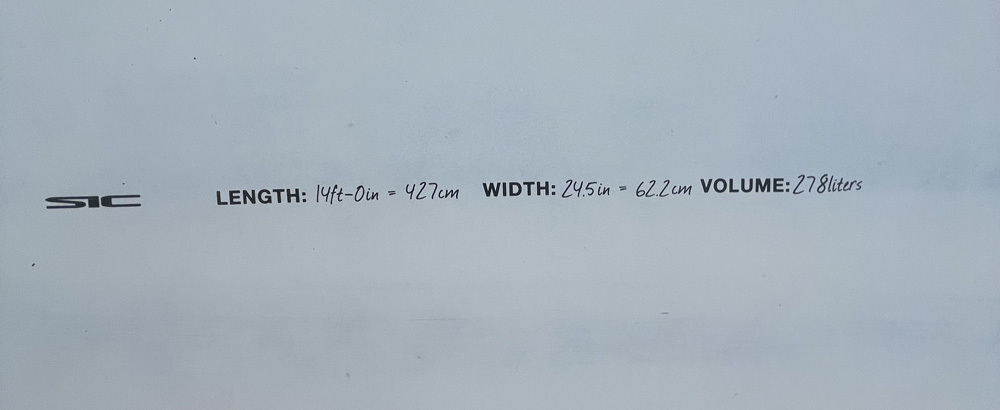 SIC LENGTH: 14ft-0in = 427cm WIDTH: 24.5in = 62.2cm VOLUME: 278liters